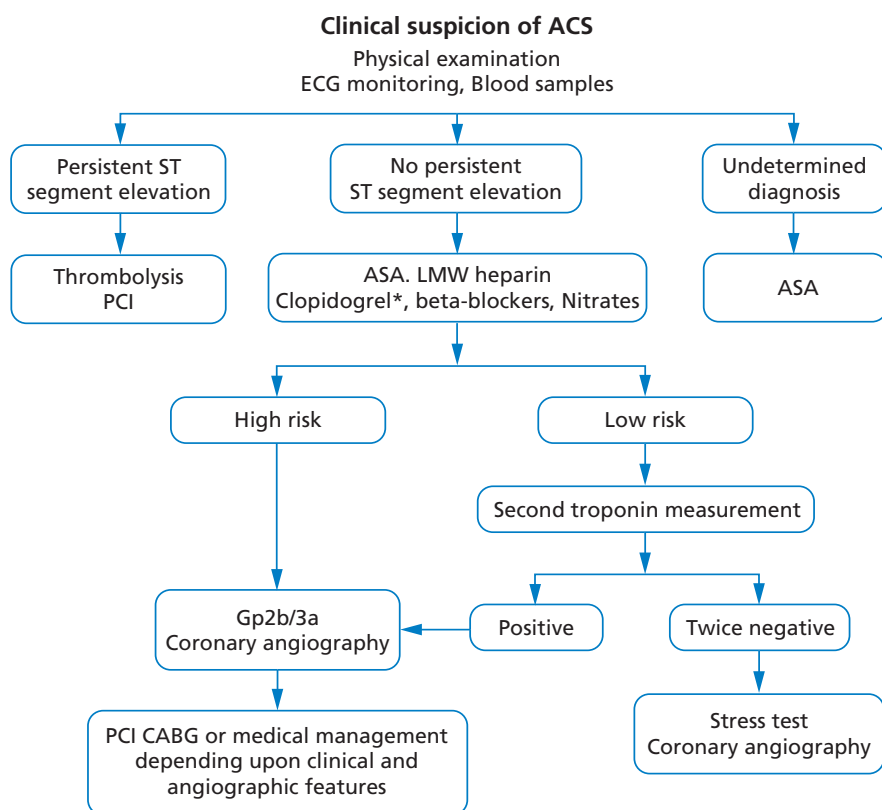 Clinical suspicion of ACS
Physical examination
ECG monitoring, Blood samples
Persistent ST
segment elevation
No persistent
ST segment elevation
Undetermined
diagnosis
Thrombolysis
PCI
ASA. LMW heparin
Clopidogrel*, beta-blockers, Nitrates
ASA
High risk
Low risk
Second troponin measurement
Gp2b/3a
Coronary angiography
Positive
Twice negative
PCI CABG or medical management
depending upon clinical and
angiographic features
Stress test
Coronary angiography